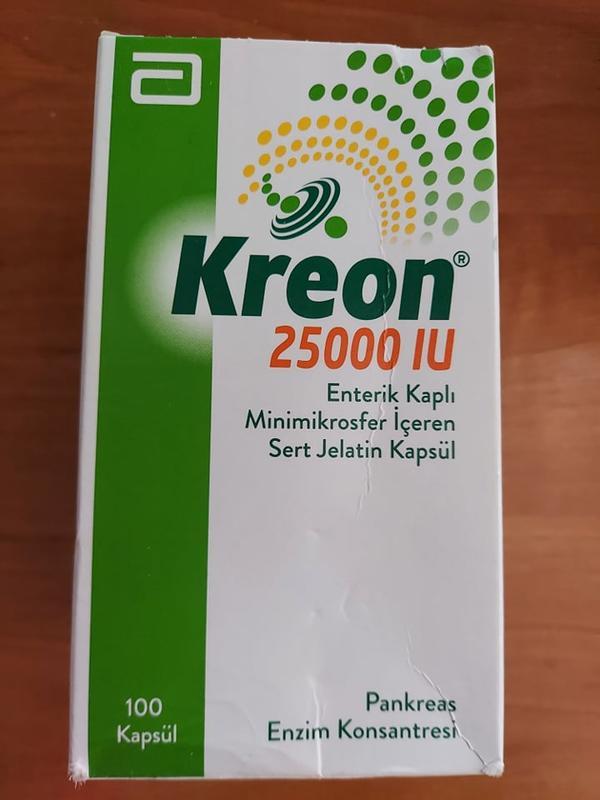 Kreon®
25000 IU
Enterik Kaplı
Minimikrosfer İçeren
Sert Jelatin Kapsül
100
Kapsül
Pankreas
Enzim Konsantresi